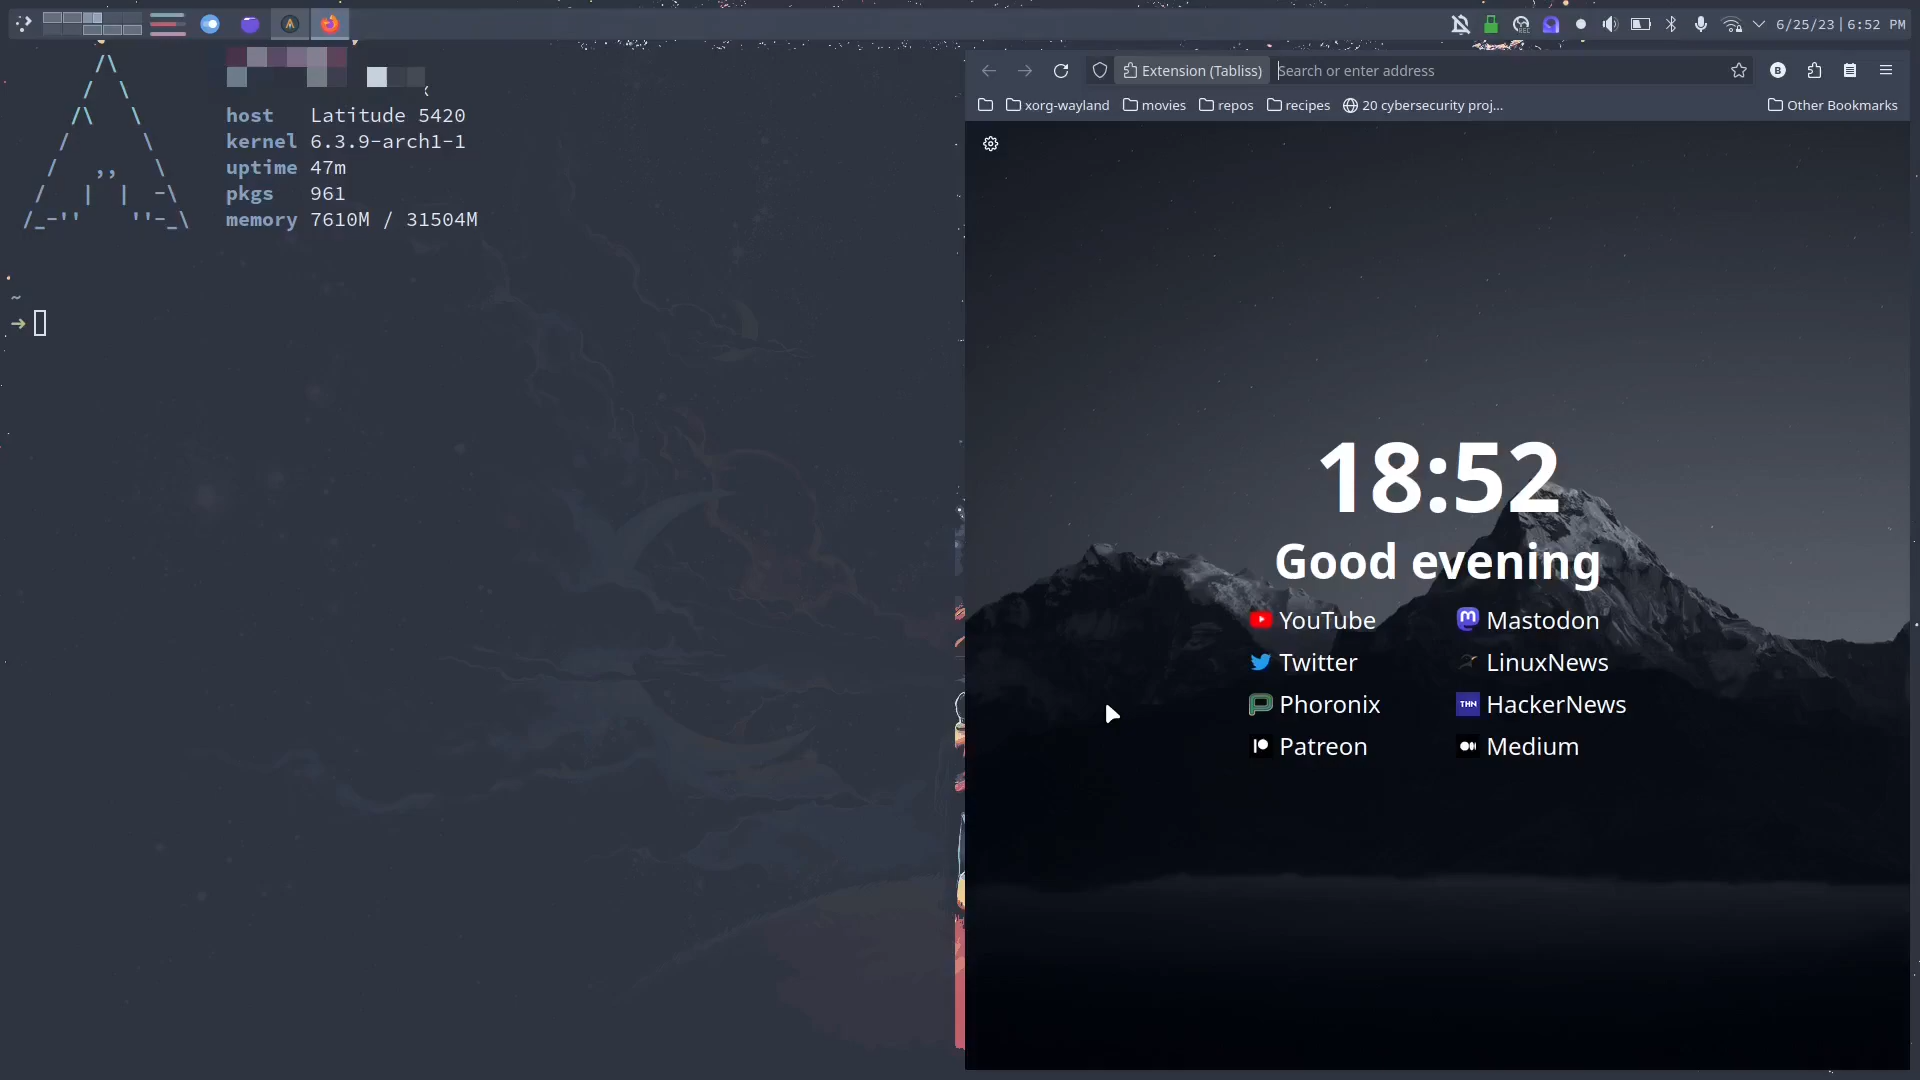 6/25/23 | 6:52 PM
host Latitude 5420
kernel 6.3.9-arch1-1
uptime 47m
pkgs 961
memory 7610M / 31504M
~
➜
Extension (Tabliss) Search or enter address
xorg-wayland movies repos recipes 20 cybersecurity proj... Other Bookmarks
18:52
Good evening
YouTube Mastodon
Twitter LinuxNews
Phoronix THN HackerNews
Patreon Medium